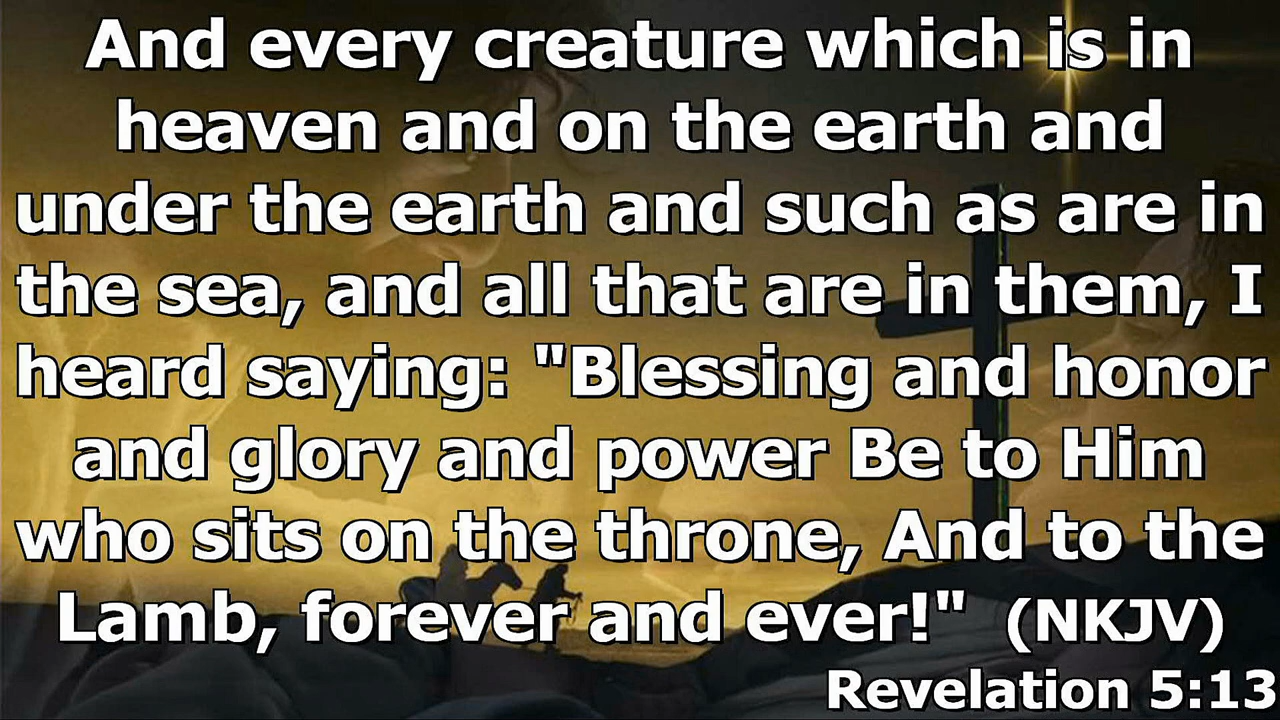 And every creature which is in
heaven and on the earth and
under the earth and such as are in
the sea, and all that are in them, I
heard saying: "Blessing and honor
and glory and power Be to Him
who sits on the throne, And to the
Lamb, forever and ever!" (NKJV)
Revelation 5:13